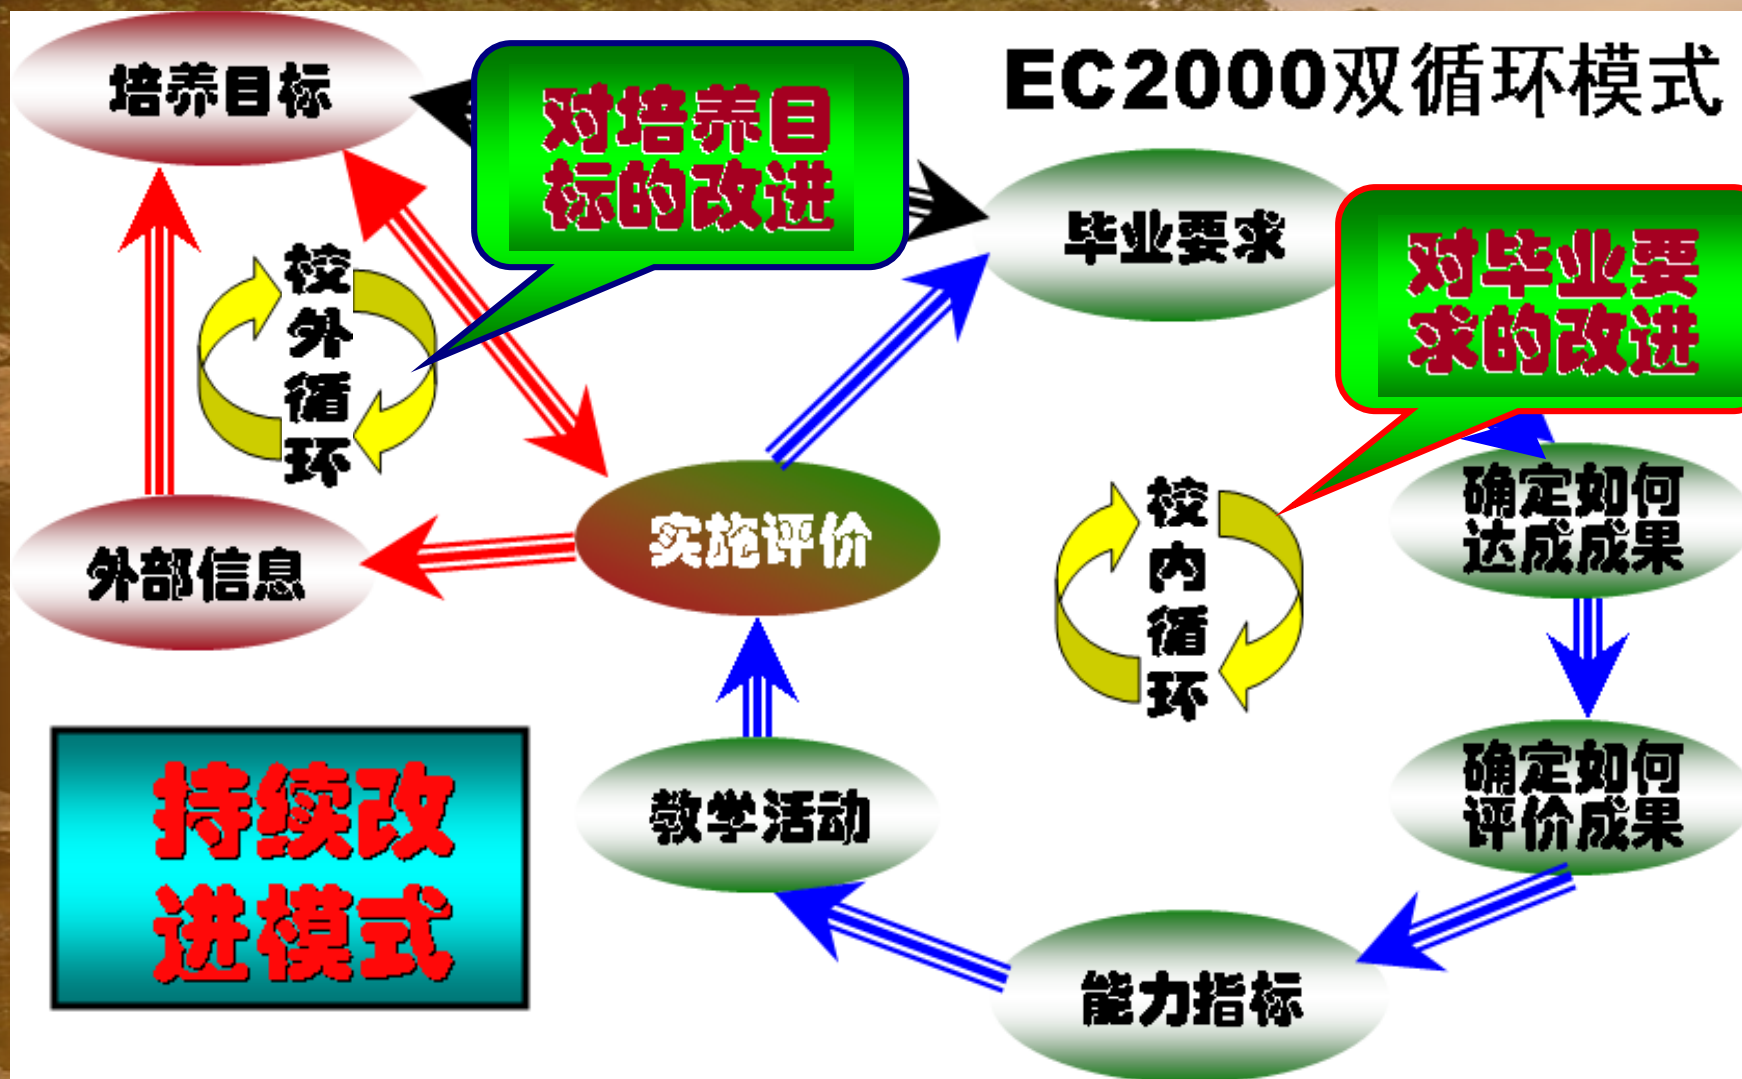 EC2000双循环模式
培养目标
对培养目
标的改进
毕业要求
对毕业要
求的改进
校
外
循
环
确定如何
达成成果
校
内
循
环
实施评价
外部信息
确定如何
评价成果
教学活动
持续改
进模式
能力指标